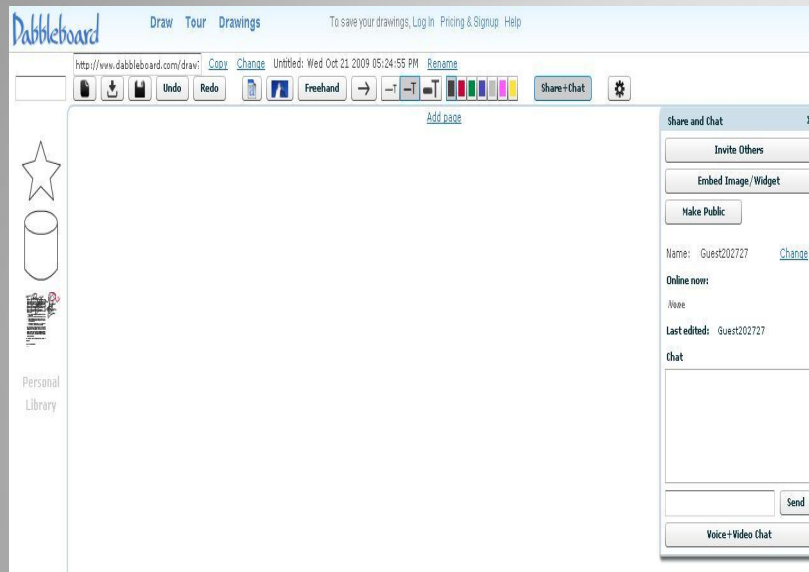 Dabbleboard Draw Tour Drawings To save your drawings, Log In Pricing & Signup Help
http://www.dabbleboard.com/draw? Copy Change Untitled: Wed Oct 21 2009 05:24:55 PM Rename
Undo Redo Freehand T T T Share+Chat
Add page
Personal
Library
Share and Chat
Invite Others
Embed Image/Widget
Make Public
Name: Guest202727 Change
Online now:
None
Last edited: Guest202727
Chat
Send
Voice+Video Chat